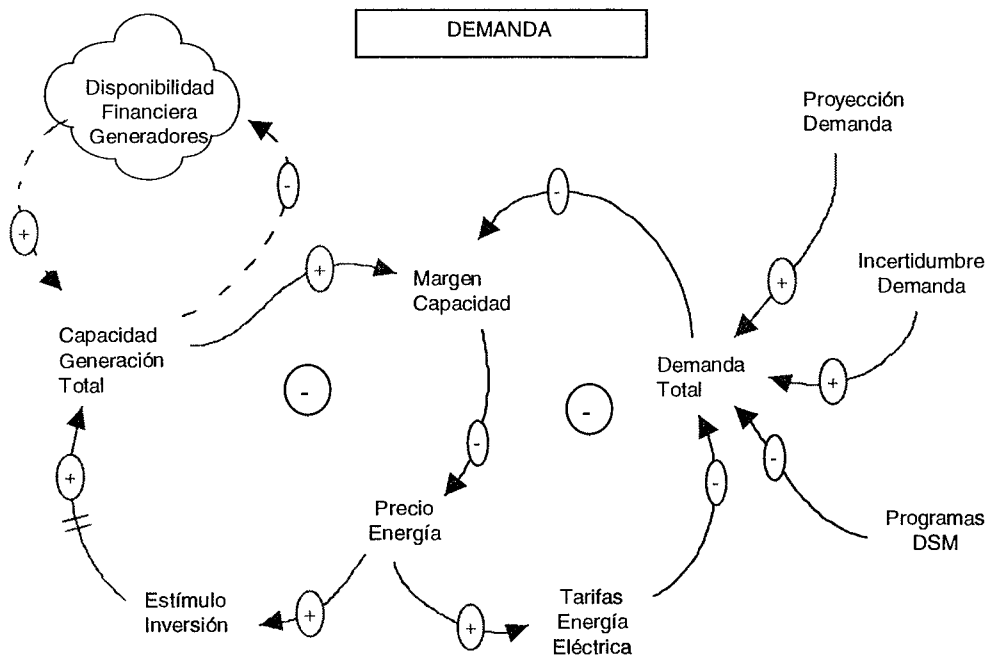 DEMANDA
Disponibilidad
Financiera
Generadores
Proyección
Demanda
-
-
+
+
Incertidumbre
Demanda
Margen
Capacidad
+
Capacidad
Generación
Total
Demanda
Total
+
-
-
-
+
-
-
Precio
Energía
Programas
DSM
Estímulo
Inversión
+
+
Tarifas
Energía
Eléctrica